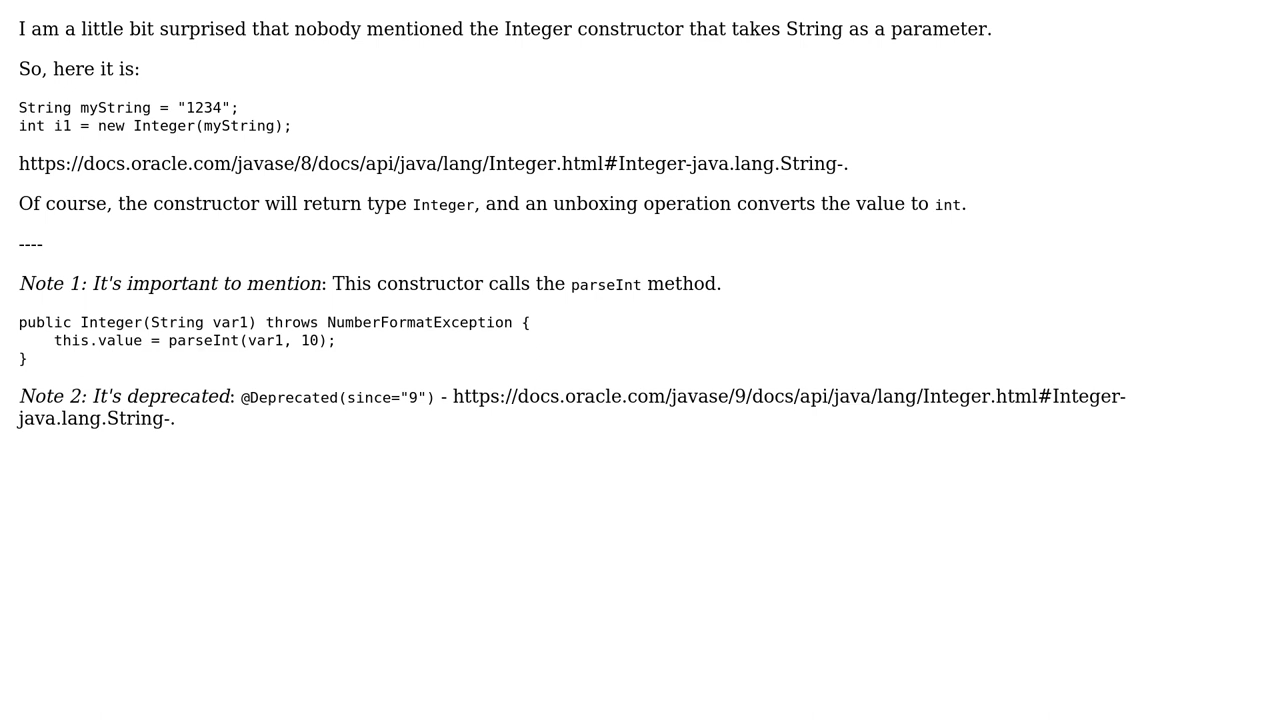 I am a little bit surprised that nobody mentioned the Integer constructor that takes String as a parameter.
So, here it is:
String myString = "1234";
int i1 = new Integer(myString);
https://docs.oracle.com/javase/8/docs/api/java/lang/Integer.html#Integer-java.lang.String-.
Of course, the constructor will return type Integer, and an unboxing operation converts the value to int.
----
Note 1: It's important to mention: This constructor calls the parseInt method.
public Integer(String var1) throws NumberFormatException {
    this.value = parseInt(var1, 10);
}
Note 2: It's deprecated: @Deprecated(since="9") - https://docs.oracle.com/javase/9/docs/api/java/lang/Integer.html#Integer-
java.lang.String-.